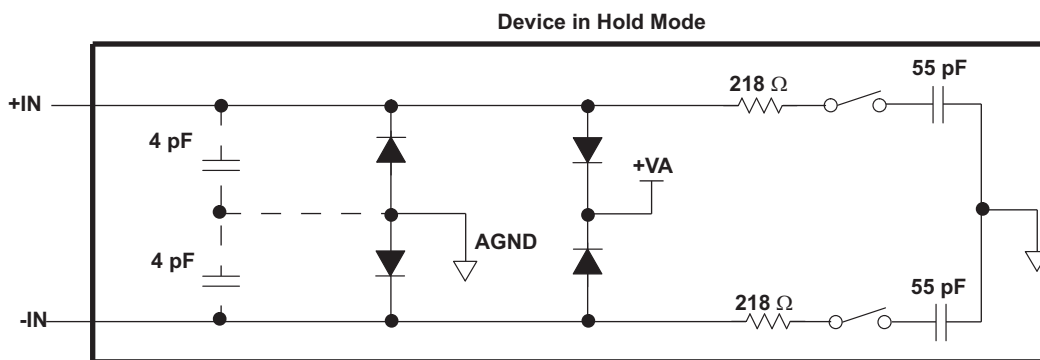 Device in Hold Mode
55 pF
218 Ω
+IN
4 pF
+VA
AGND
4 pF
55 pF
218 Ω
-IN